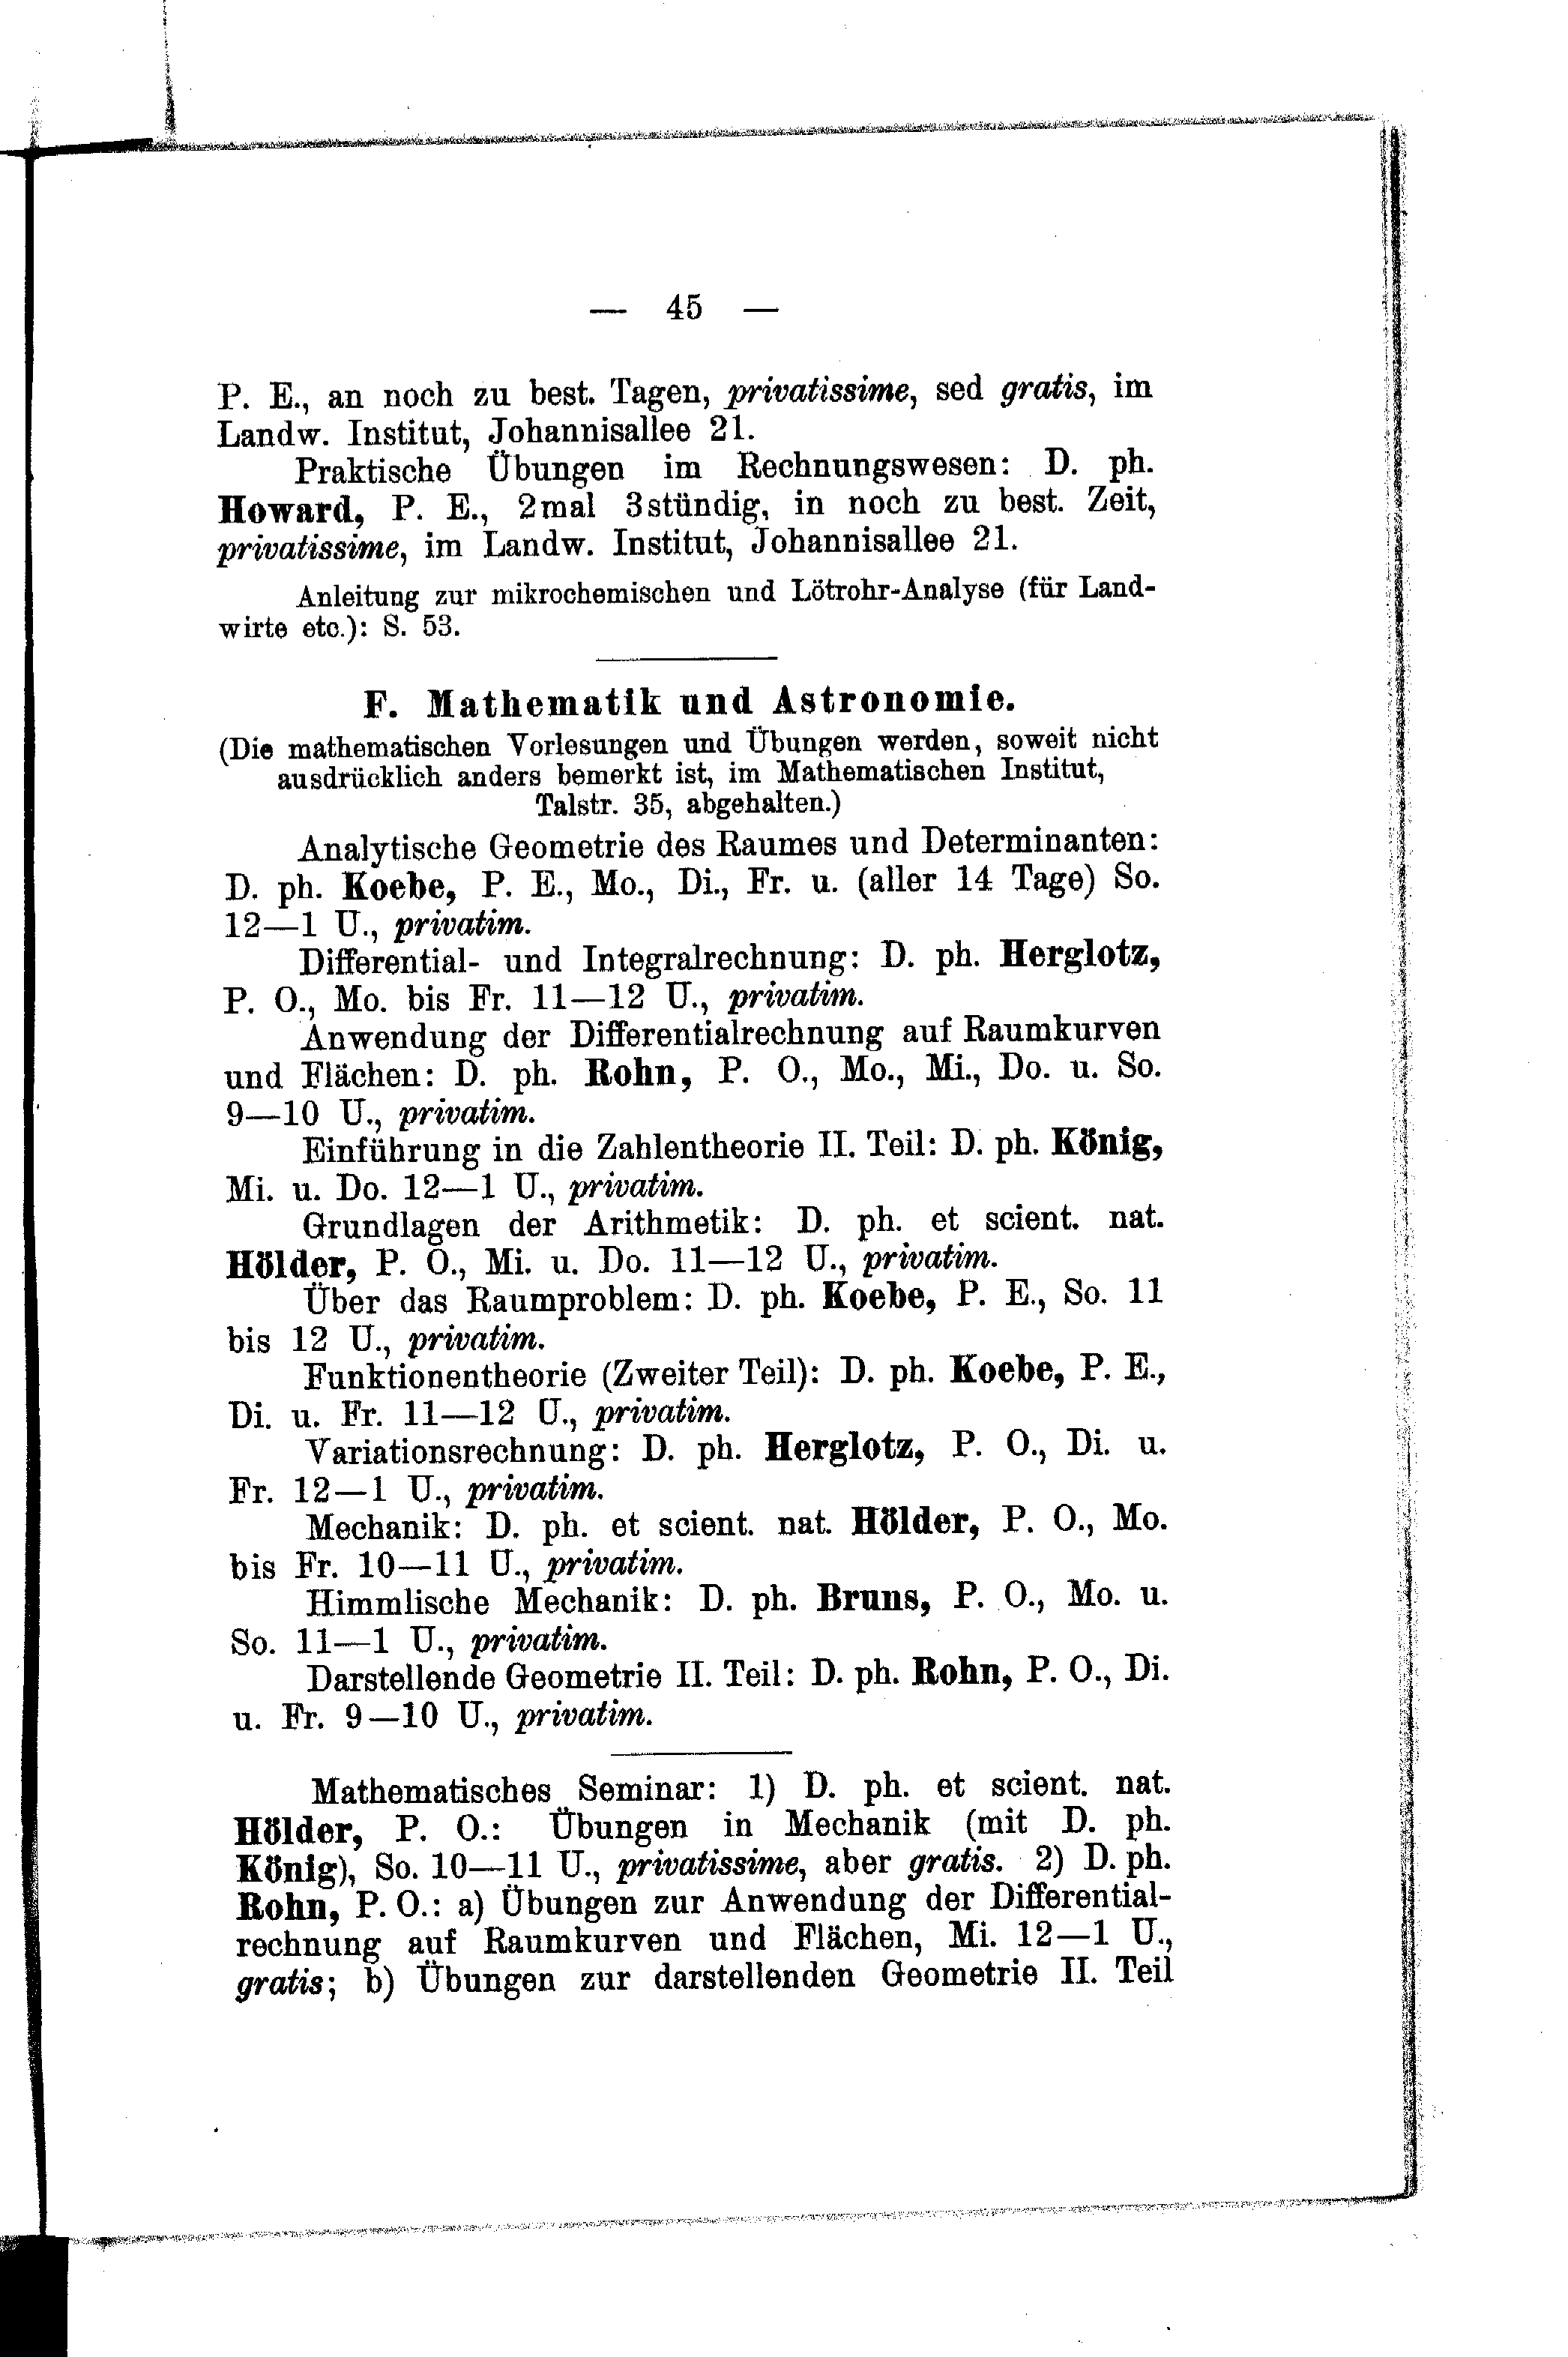 — 45 —
P. E., an noch zu best. Tagen, privatissime, sed gratis, im
Landw. Institut, Johannisallee 21.
Praktische Übungen im Rechnungswesen: D. ph.
Howard, P. E., 2mal 3stündig, in noch zu best. Zeit,
privatissime, im Landw. Institut, Johannisallee 21.
Anleitung zur mikrochemischen und Lötrohr-Analyse (für Land-
wirte etc.): S. 53.
F. Mathematik und Astronomie.
(Die mathematischen Vorlesungen und Übungen werden, soweit nicht
ausdrücklich anders bemerkt ist, im Mathematischen Institut,
Talstr. 35, abgehalten.)
Analytische Geometrie des Raumes und Determinanten:
D. ph. Koebe, P. E., Mo., Di., Fr. u. (aller 14 Tage) So.
12—1 U., privatim.
Differential- und Integralrechnung: D. ph. Herglotz,
P. O., Mo. bis Fr. 11—12 U., privatim.
Anwendung der Differentialrechnung auf Raumkurven
und Flächen: D. ph. Rohn, P. O., Mo., Mi., Do. u. So.
9—10 U., privatim.
Einführung in die Zahlentheorie II. Teil: D. ph. König,
Mi. u. Do. 12—1 U., privatim.
Grundlagen der Arithmetik: D. ph. et scient. nat.
Hölder, P. O., Mi. u. Do. 11—12 U., privatim.
Über das Raumproblem: D. ph. Koebe, P. E., So. 11
bis 12 U., privatim.
Funktionentheorie (Zweiter Teil): D. ph. Koebe, P. E.,
Di. u. Fr. 11—12 U., privatim.
Variationsrechnung: D. ph. Herglotz, P. O., Di. u.
Fr. 12—1 U., privatim.
Mechanik: D. ph. et scient. nat. Hölder, P. O., Mo.
bis Fr. 10—11 U., privatim.
Himmlische Mechanik: D. ph. Bruns, P. O., Mo. u.
So. 11—1 U., privatim.
Darstellende Geometrie II. Teil: D. ph. Rohn, P. O., Di.
u. Fr. 9—10 U., privatim.
Mathematisches Seminar: 1) D. ph. et scient. nat.
Hölder, P. O.: Übungen in Mechanik (mit D. ph.
König), So. 10—11 U., privatissime, aber gratis. 2) D. ph.
Rohn, P. O.: a) Übungen zur Anwendung der Differential-
rechnung auf Raumkurven und Flächen, Mi. 12—1 U.,
gratis; b) Übungen zur darstellenden Geometrie II. Teil